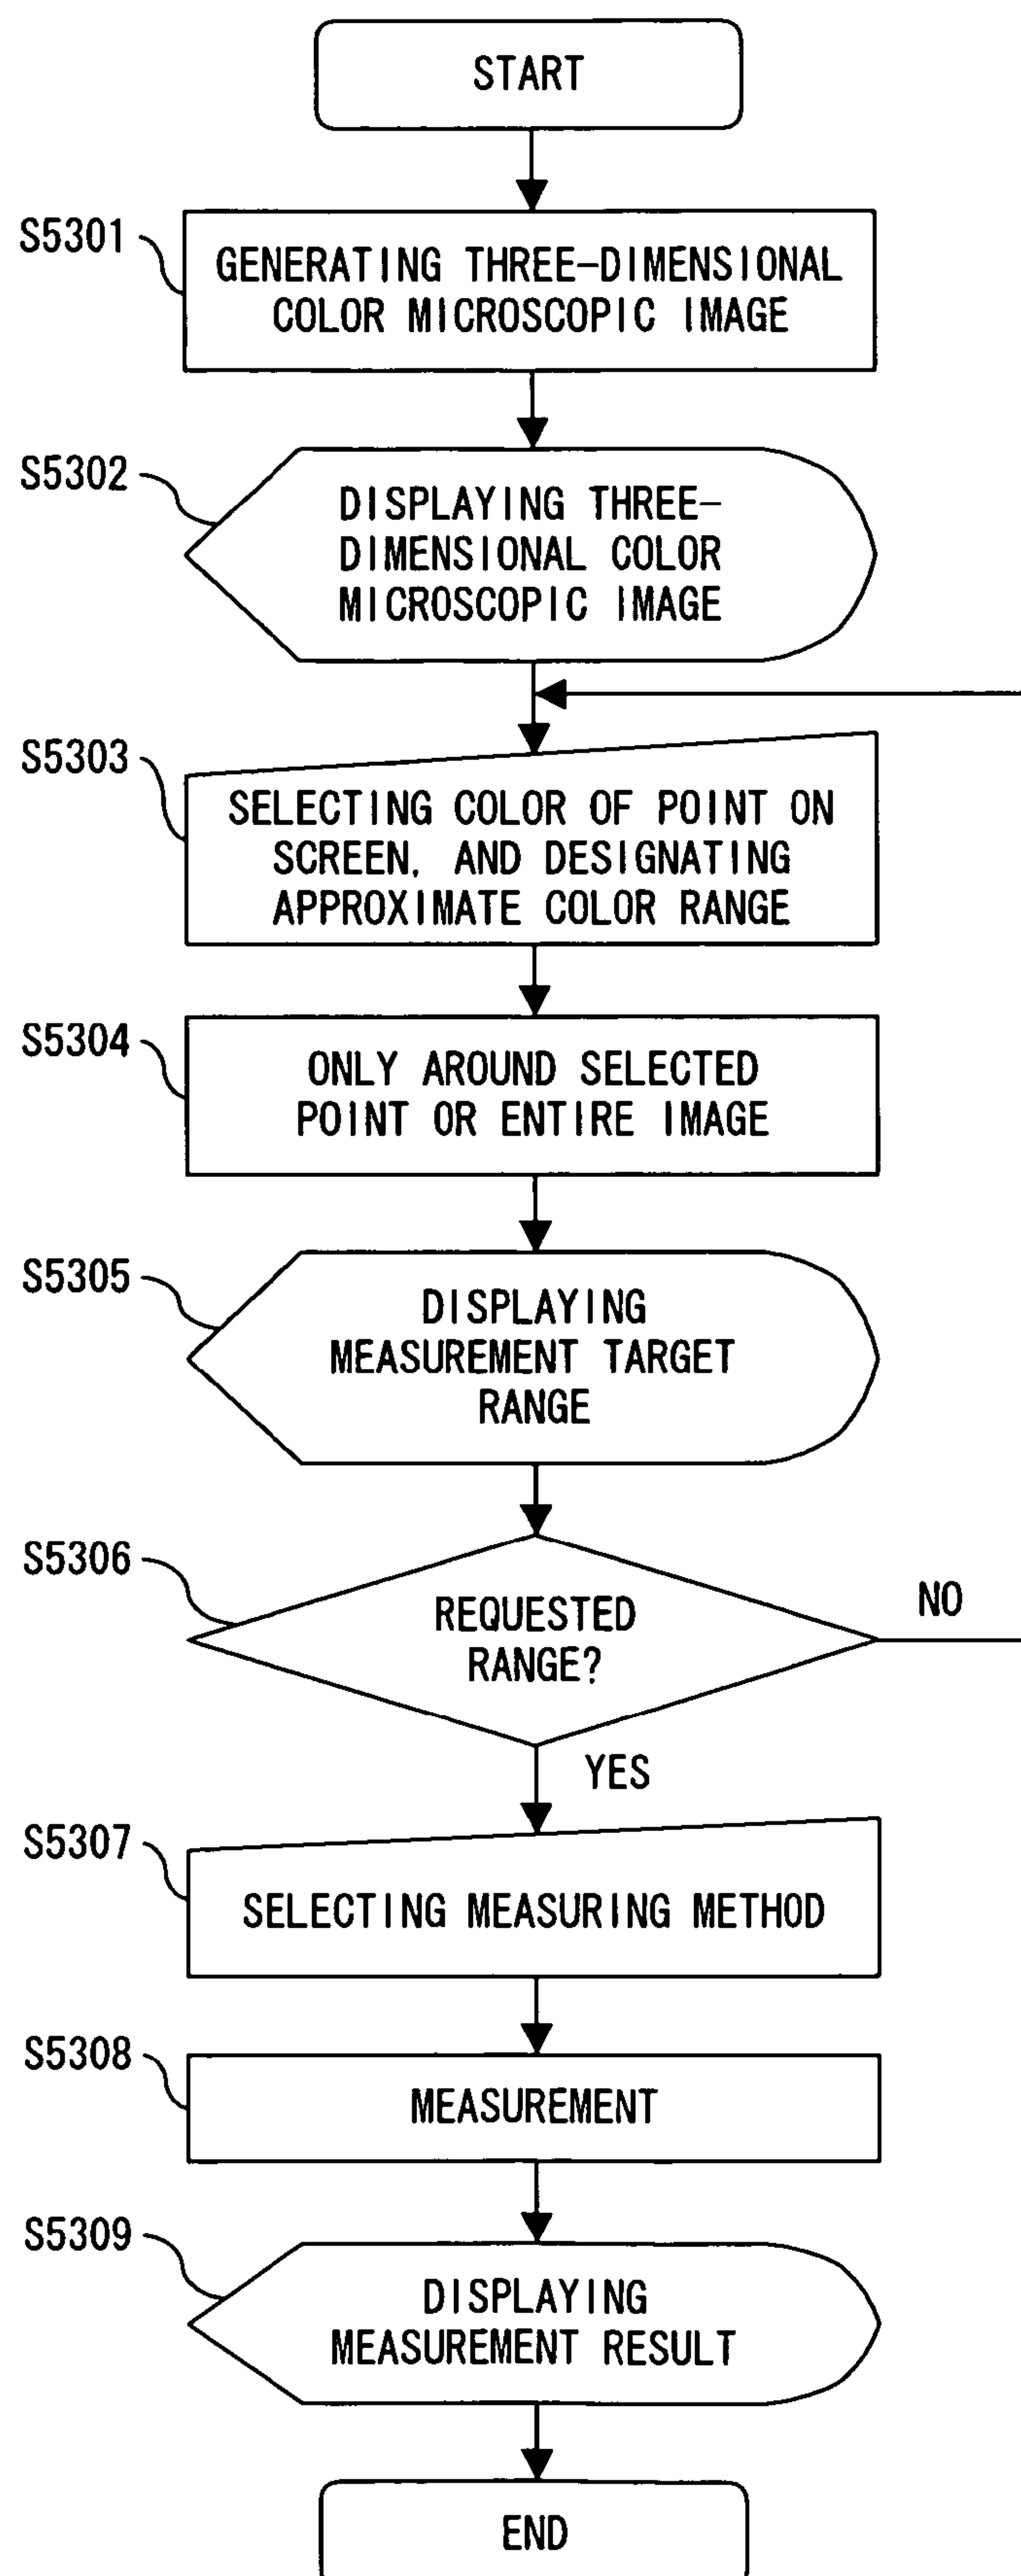 START
S5301
GENERATING THREE-DIMENSIONAL
COLOR MICROSCOPIC IMAGE
S5302
DISPLAYING THREE-
DIMENSIONAL COLOR
MICROSCOPIC IMAGE
S5303
SELECTING COLOR OF POINT ON
SCREEN, AND DESIGNATING
APPROXIMATE COLOR RANGE
S5304
ONLY AROUND SELECTED
POINT OR ENTIRE IMAGE
S5305
DISPLAYING
MEASUREMENT TARGET
RANGE
S5306
REQUESTED
RANGE?
NO
YES
S5307
SELECTING MEASURING METHOD
S5308
MEASUREMENT
S5309
DISPLAYING
MEASUREMENT RESULT
END